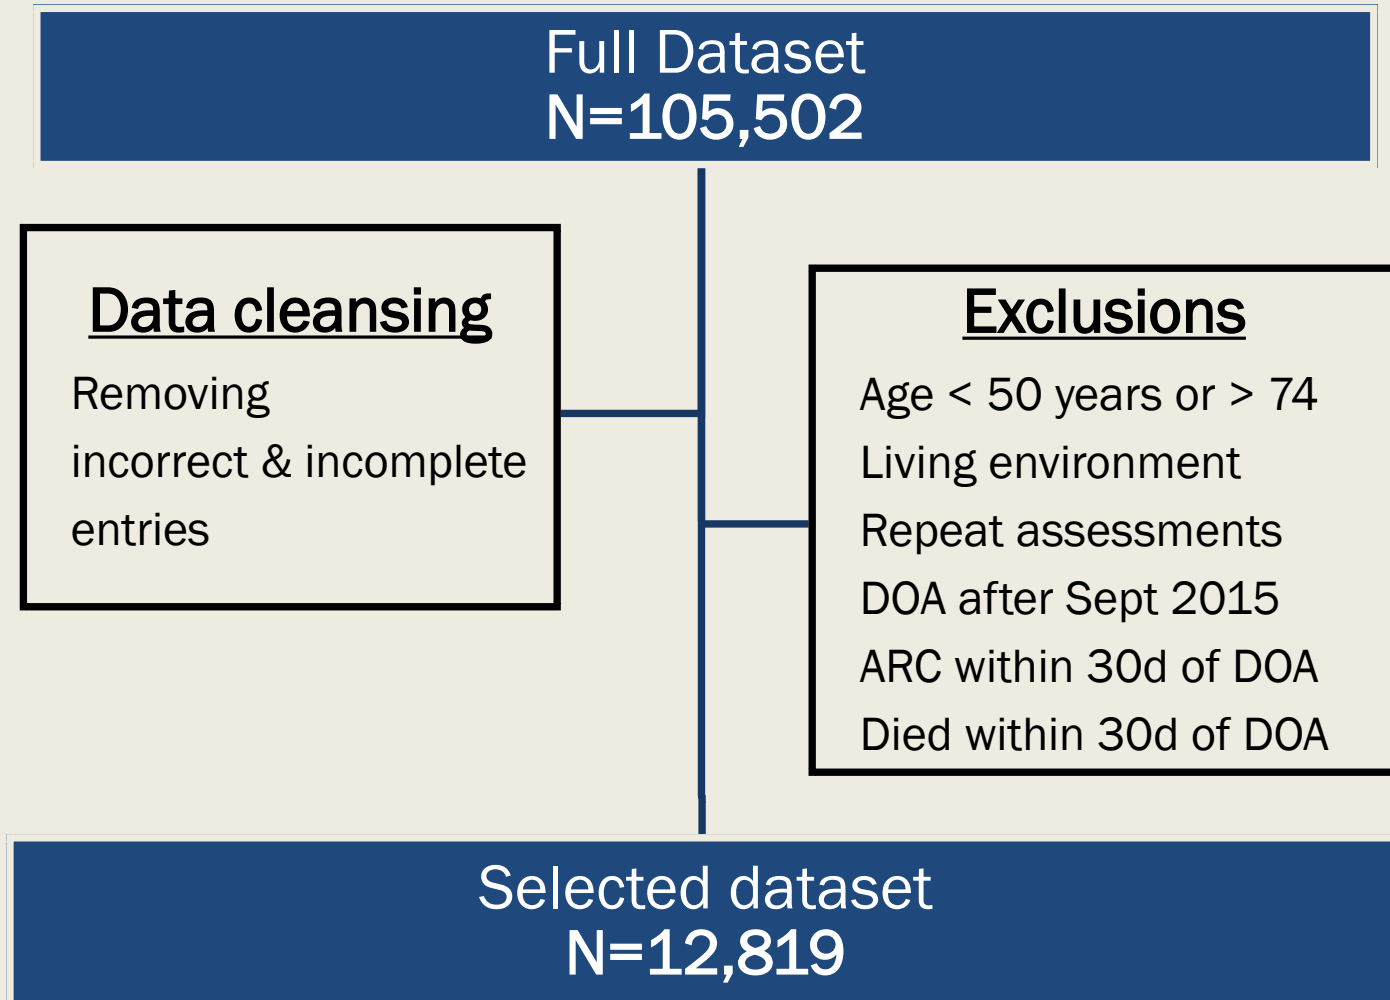 Full Dataset
N=105,502
Data cleansing
Removing
incorrect & incomplete
entries
Exclusions
Age < 50 years or > 74
Living environment
Repeat assessments
DOA after Sept 2015
ARC within 30d of DOA
Died within 30d of DOA
Selected dataset
N=12,819